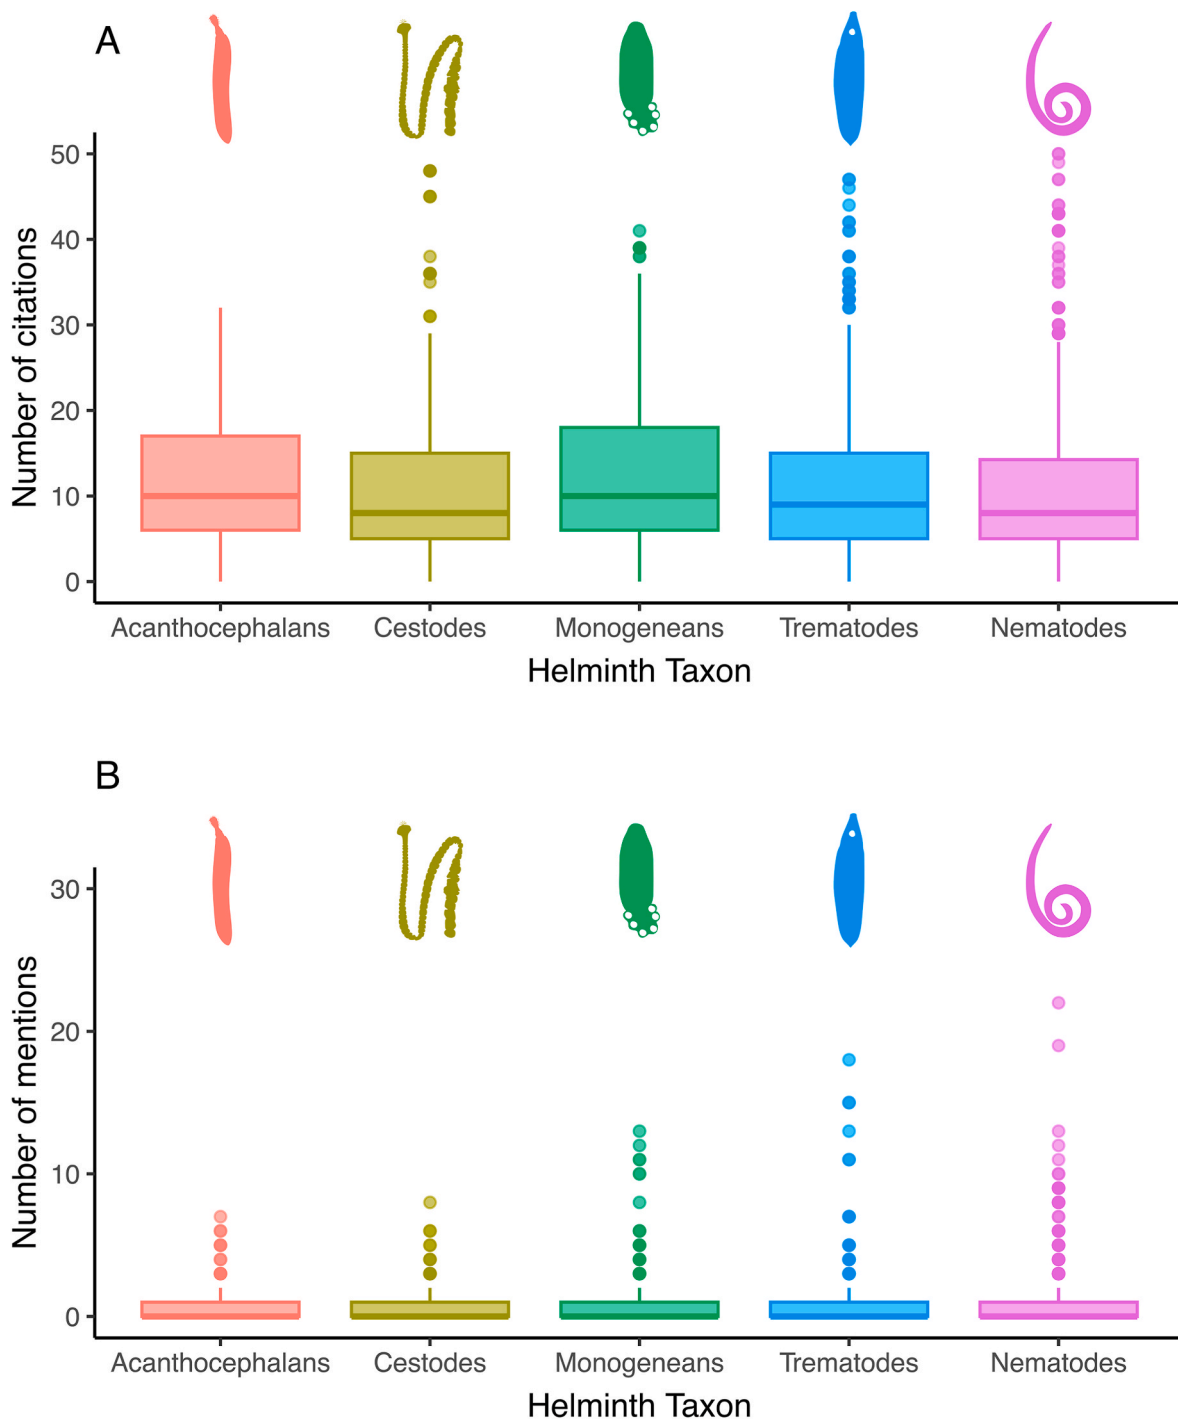 A
50
40
30
20
10
0
Number of citations
Acanthocephalans Cestodes Monogeneans Trematodes Nematodes
Helminth Taxon
B
30
20
10
0
Number of mentions
Acanthocephalans Cestodes Monogeneans Trematodes Nematodes
Helminth Taxon